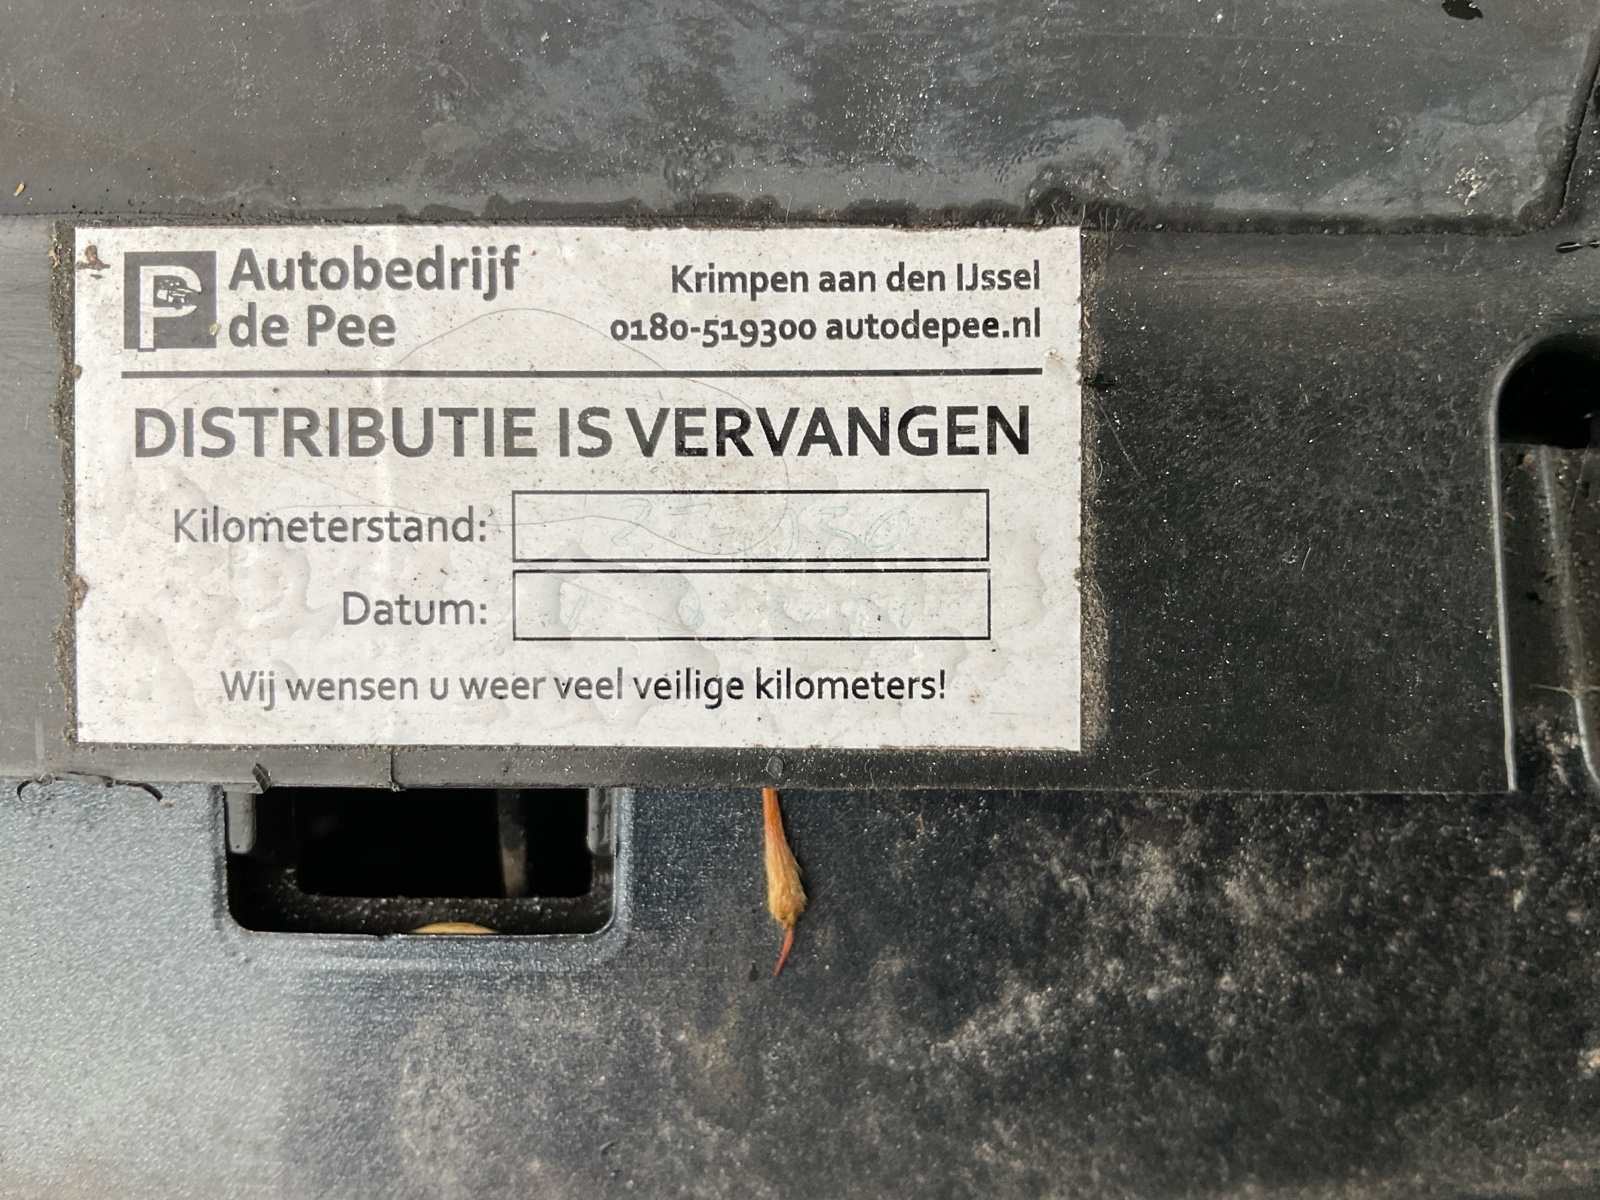 P Autobedrijf
de Pee
Krimpen aan den IJssel
0180-519300 autodepee.nl
DISTRIBUTIE IS VERVANGEN
Kilometerstand:
Datum:
Wij wensen u weer veel veilige kilometers!